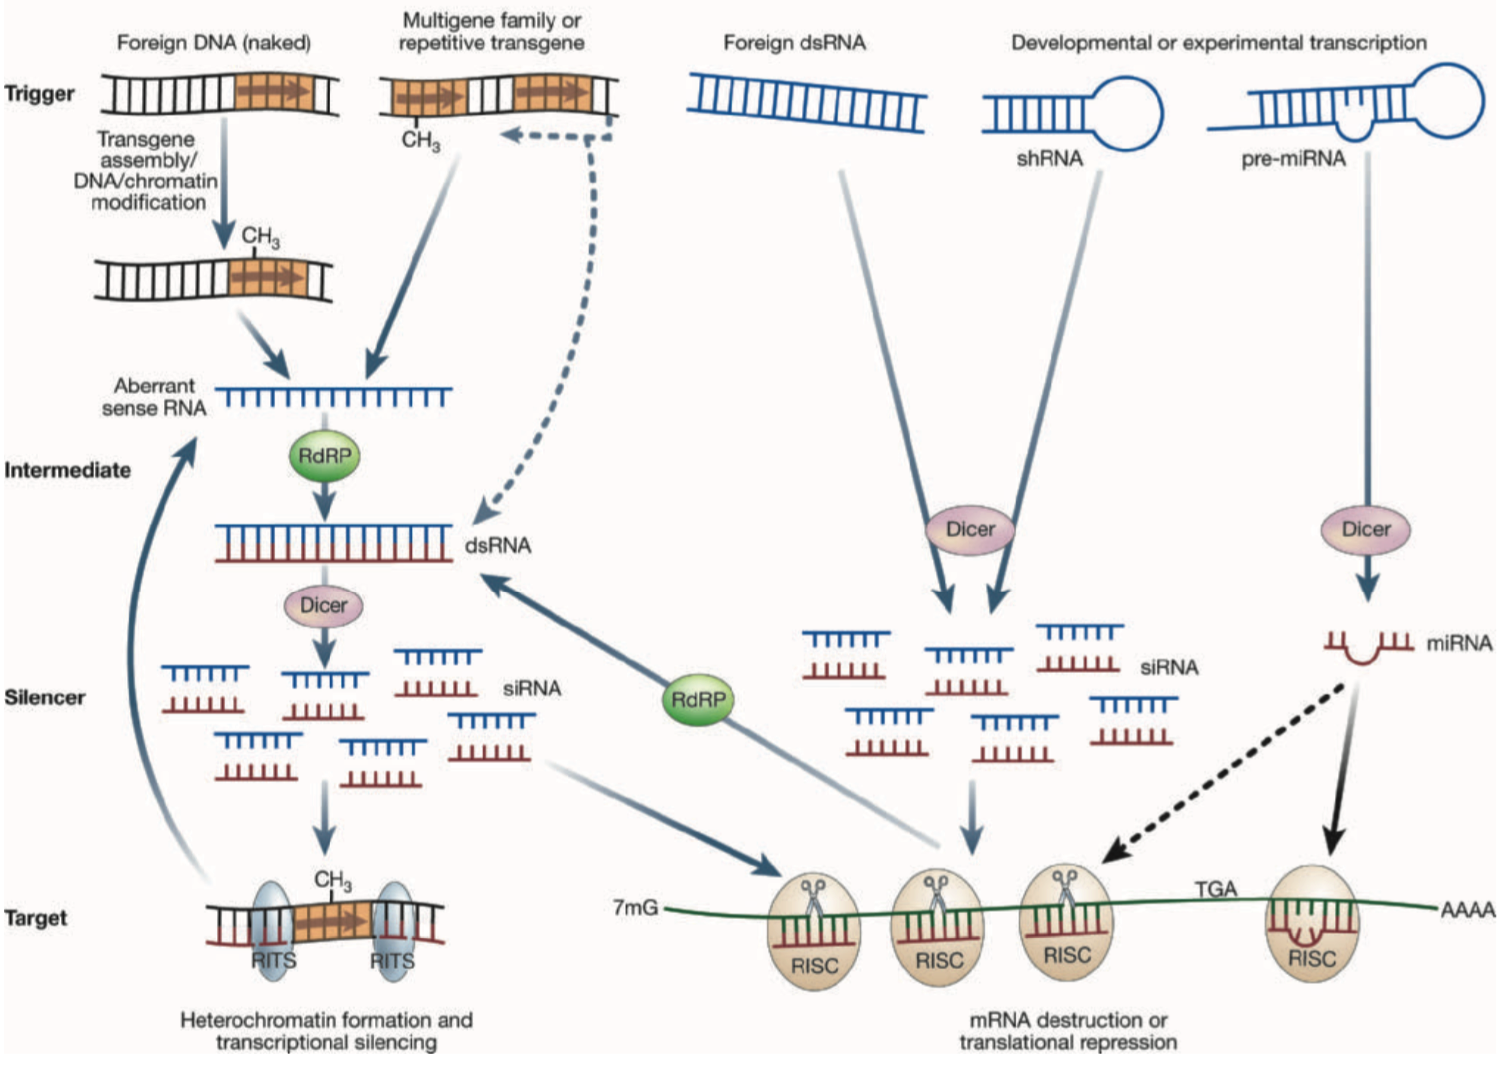 Foreign DNA (naked)
Multigene family or
repetitive transgene
Foreign dsRNA
Developmental or experimental transcription
Trigger
CH3
shRNA
pre-miRNA
Transgene
assembly/
DNA/chromatin
modification
CH3
Aberrant
sense RNA
RdRP
Intermediate
dsRNA
Dicer
Dicer
Dicer
siRNA
RdRP
siRNA
miRNA
Silencer
CH3
Target
RITS
RITS
7mG
TGA
AAAA
RISC
RISC
RISC
RISC
Heterochromatin formation and
transcriptional silencing
mRNA destruction or
translational repression